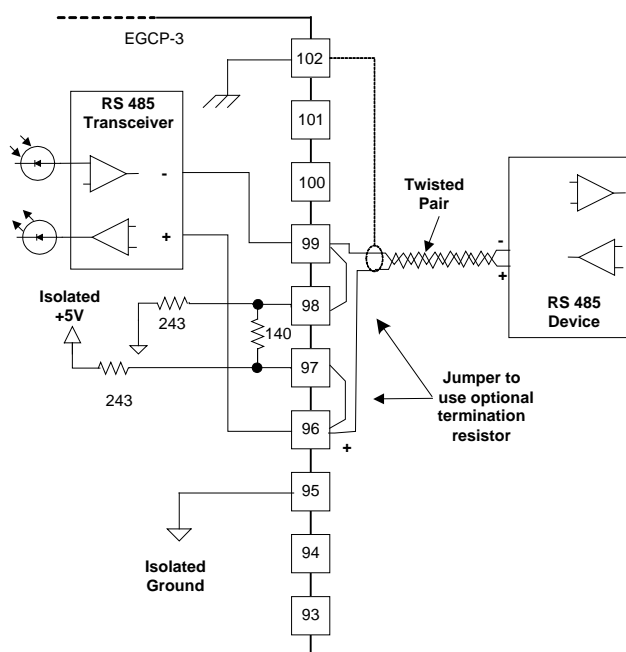 EGCP-3
102
RS 485
Transceiver
101
100
-
Twisted
Pair
99
-
+
+
Isolated
+5V
98
RS 485
Device
243
140
97
Jumper to
use optional
termination
resistor
243
96
+
95
Isolated
Ground
94
93